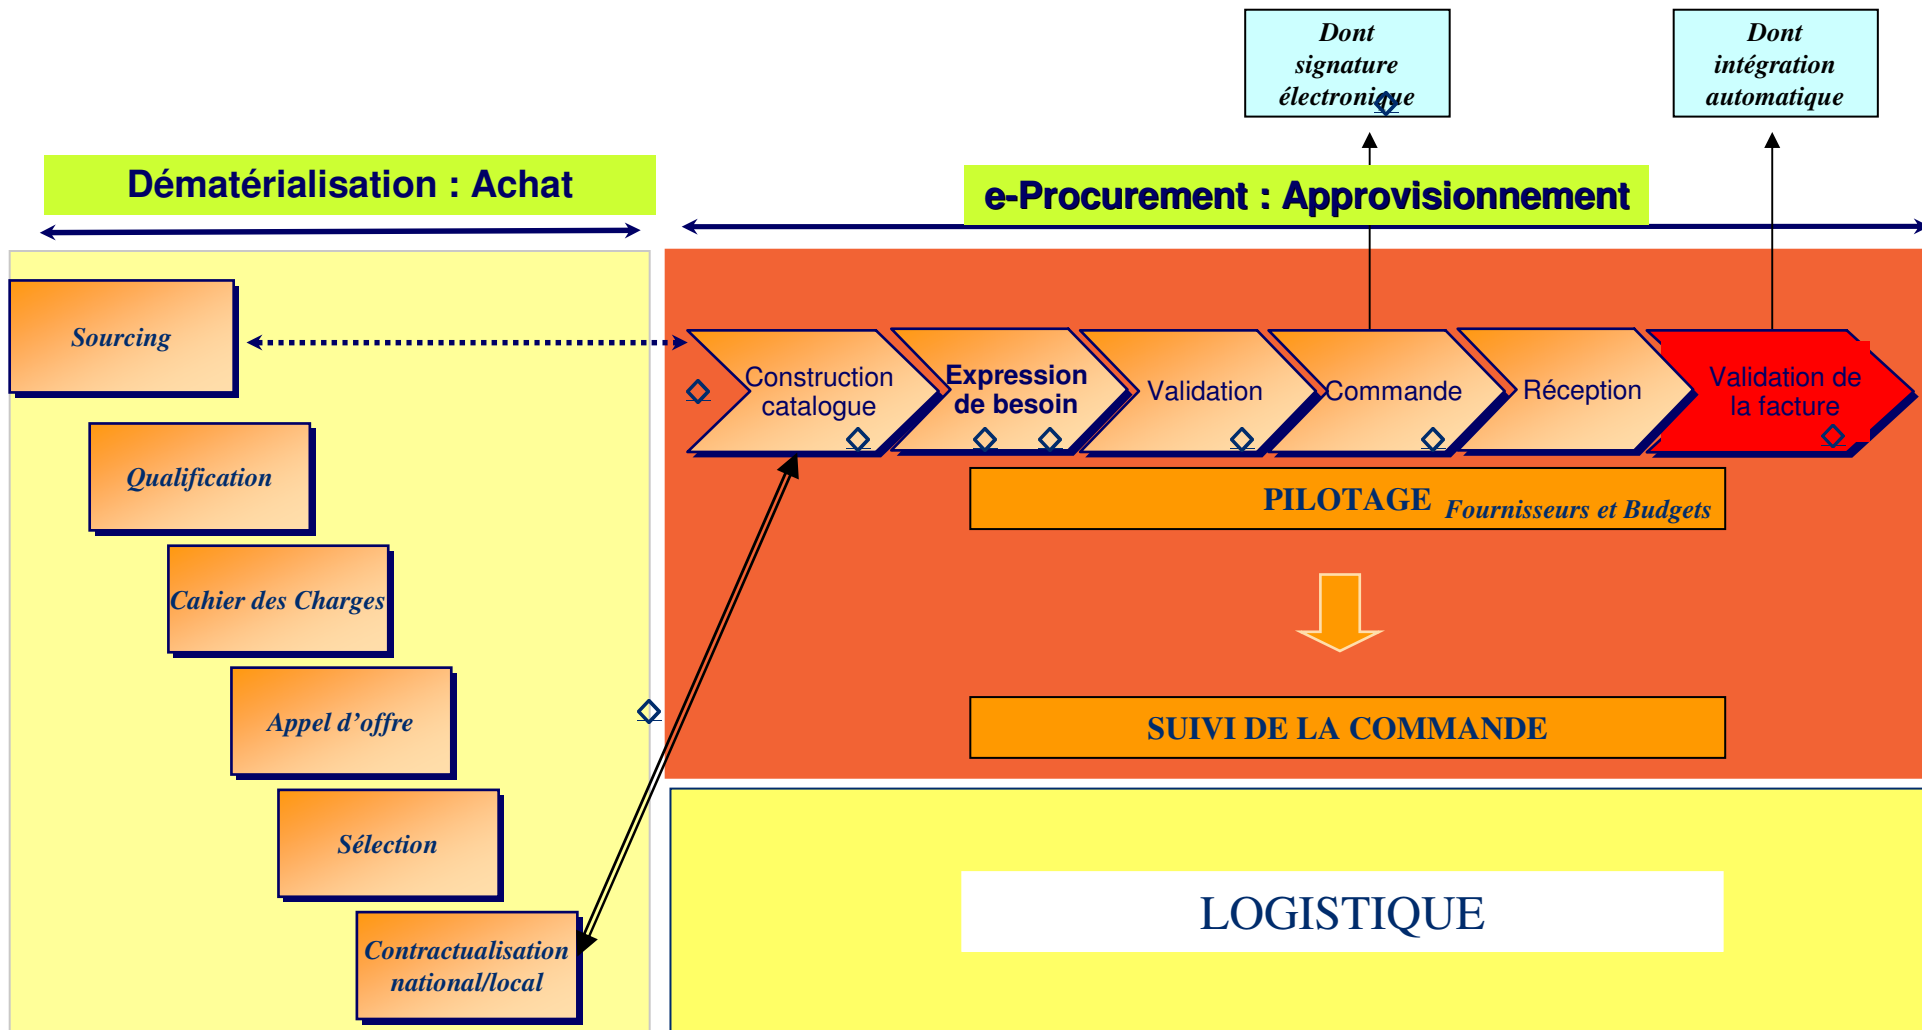 Dont
signature
électronique
Dont
intégration
automatique
Dématérialisation : Achat
e-Procurement : Approvisionnement
Sourcing
Qualification
Cahier des Charges
Appel d’offre
Sélection
Contractualisation
national/local
Construction
catalogue
Expression
de besoin
Validation
Commande
Réception
Validation de
la facture
PILOTAGE Fournisseurs et Budgets
SUIVI DE LA COMMANDE
LOGISTIQUE